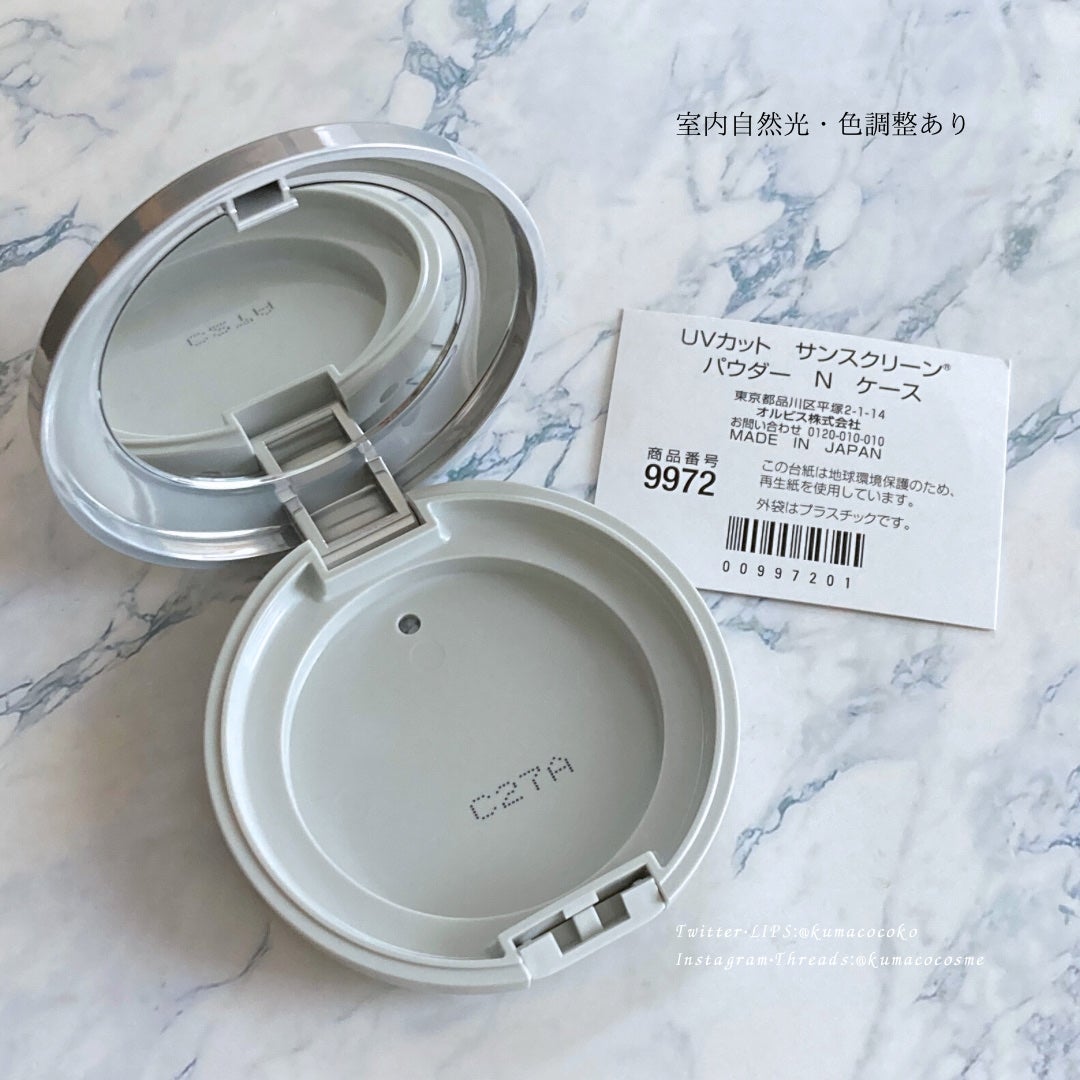 室内自然光・色調整あり
UVカット サンスクリーン®
パウダー N ケース
東京都品川区平塚2-1-14
オルビス株式会社
お問い合わせ 0120-010-010
MADE IN JAPAN
商品番号
9972
この台紙は地球環境保護のため、
再生紙を使用しています。
外袋はプラスチックです。
00997201
C27A
Twitter·LIPS:@kumacocoko
Instagram·Threads:@kumacocosme